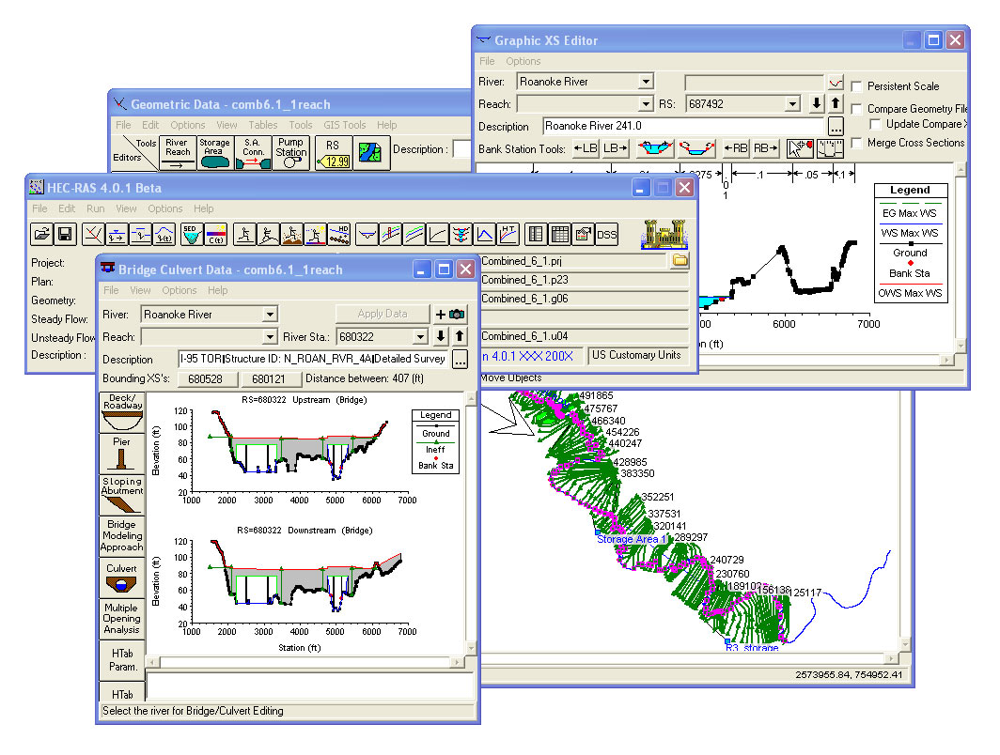 Graphic XS Editor
File Options
River: Roanoke River
Reach: RS: 687492
Description Roanoke River 241.0
Bank Station Tools: LB LB RB RB
Persistent Scale
Compare Geometry File
Update Compare X
Merge Cross Sections
.1 .05 .1
0
1
Legend
EG Max WS
WS Max WS
Ground
Bank Sta
OWS Max WS
6000 7000
(ft)
Move Objects
Geometric Data - comb6.1_1reach
File Edit Options View Tables Tools GIS Tools Help
Tools
Editors
River
Reach
Storage
Area
S.A.
Conn.
Pump
Station
RS
12.99
Description :
HEC-RAS 4.0.1 Beta
File Edit Run View Options Help
SED C(t) HD H,T DSS
Project: Combined_6_1.prj
Plan: Combined_6_1.p23
Geometry: Combined_6_1.g06
Steady Flow:
Unsteady Flow Combined_6_1.u04
Description : n 4.0.1 XXX 200X US Customary Units
Bridge Culvert Data - comb6.1_1reach
File View Options Help
River: Roanoke River Apply Data
Reach: River Sta.: 680322
Description I-95 TOR|Structure ID: N_ROAN_RVR_4A|Detailed Survey ...
Bounding XS's: 680528 680121 Distance between: 407 (ft)
Deck/
Roadway
Pier
Sloping
Abutment
Bridge
Modeling
Approach
Culvert
Multiple
Opening
Analysis
HTab
Param.
HTab
RS=680322 Upstream (Bridge)
Elevation (ft)
120
100
80
60
40
20
1000 2000 3000 4000 5000 6000 7000
Legend
Ground
Ineff
Bank Sta
RS=680322 Downstream (Bridge)
Elevation (ft)
120
100
80
60
40
20
1000 2000 3000 4000 5000 6000 7000
Station (ft)
Select the river for Bridge/Culvert Editing
491865
475767
466340
454226
440247
428985
383350
352251
337531
320141
289297
Storage Area 1
240729
230760
125117
R3_storage
2573955.84, 754952.41